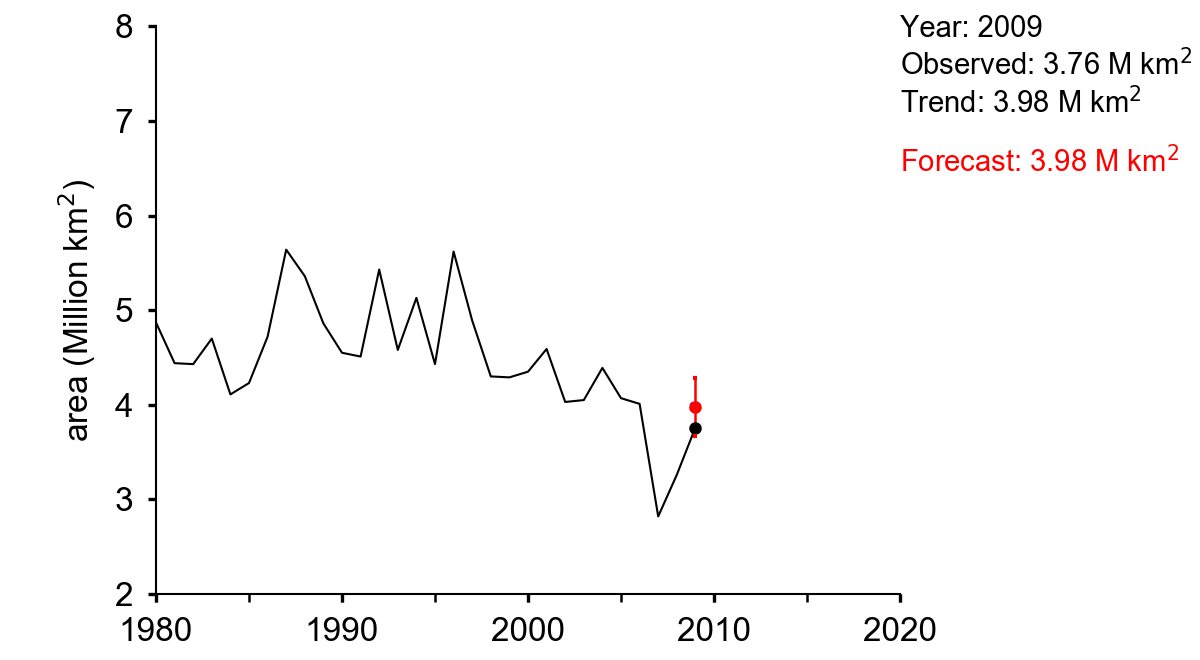 Year: 2009
Observed: 3.76 M km²
Trend: 3.98 M km²
Forecast: 3.98 M km²
area (Million km²)
8
7
6
5
4
3
2
1980 1990 2000 2010 2020